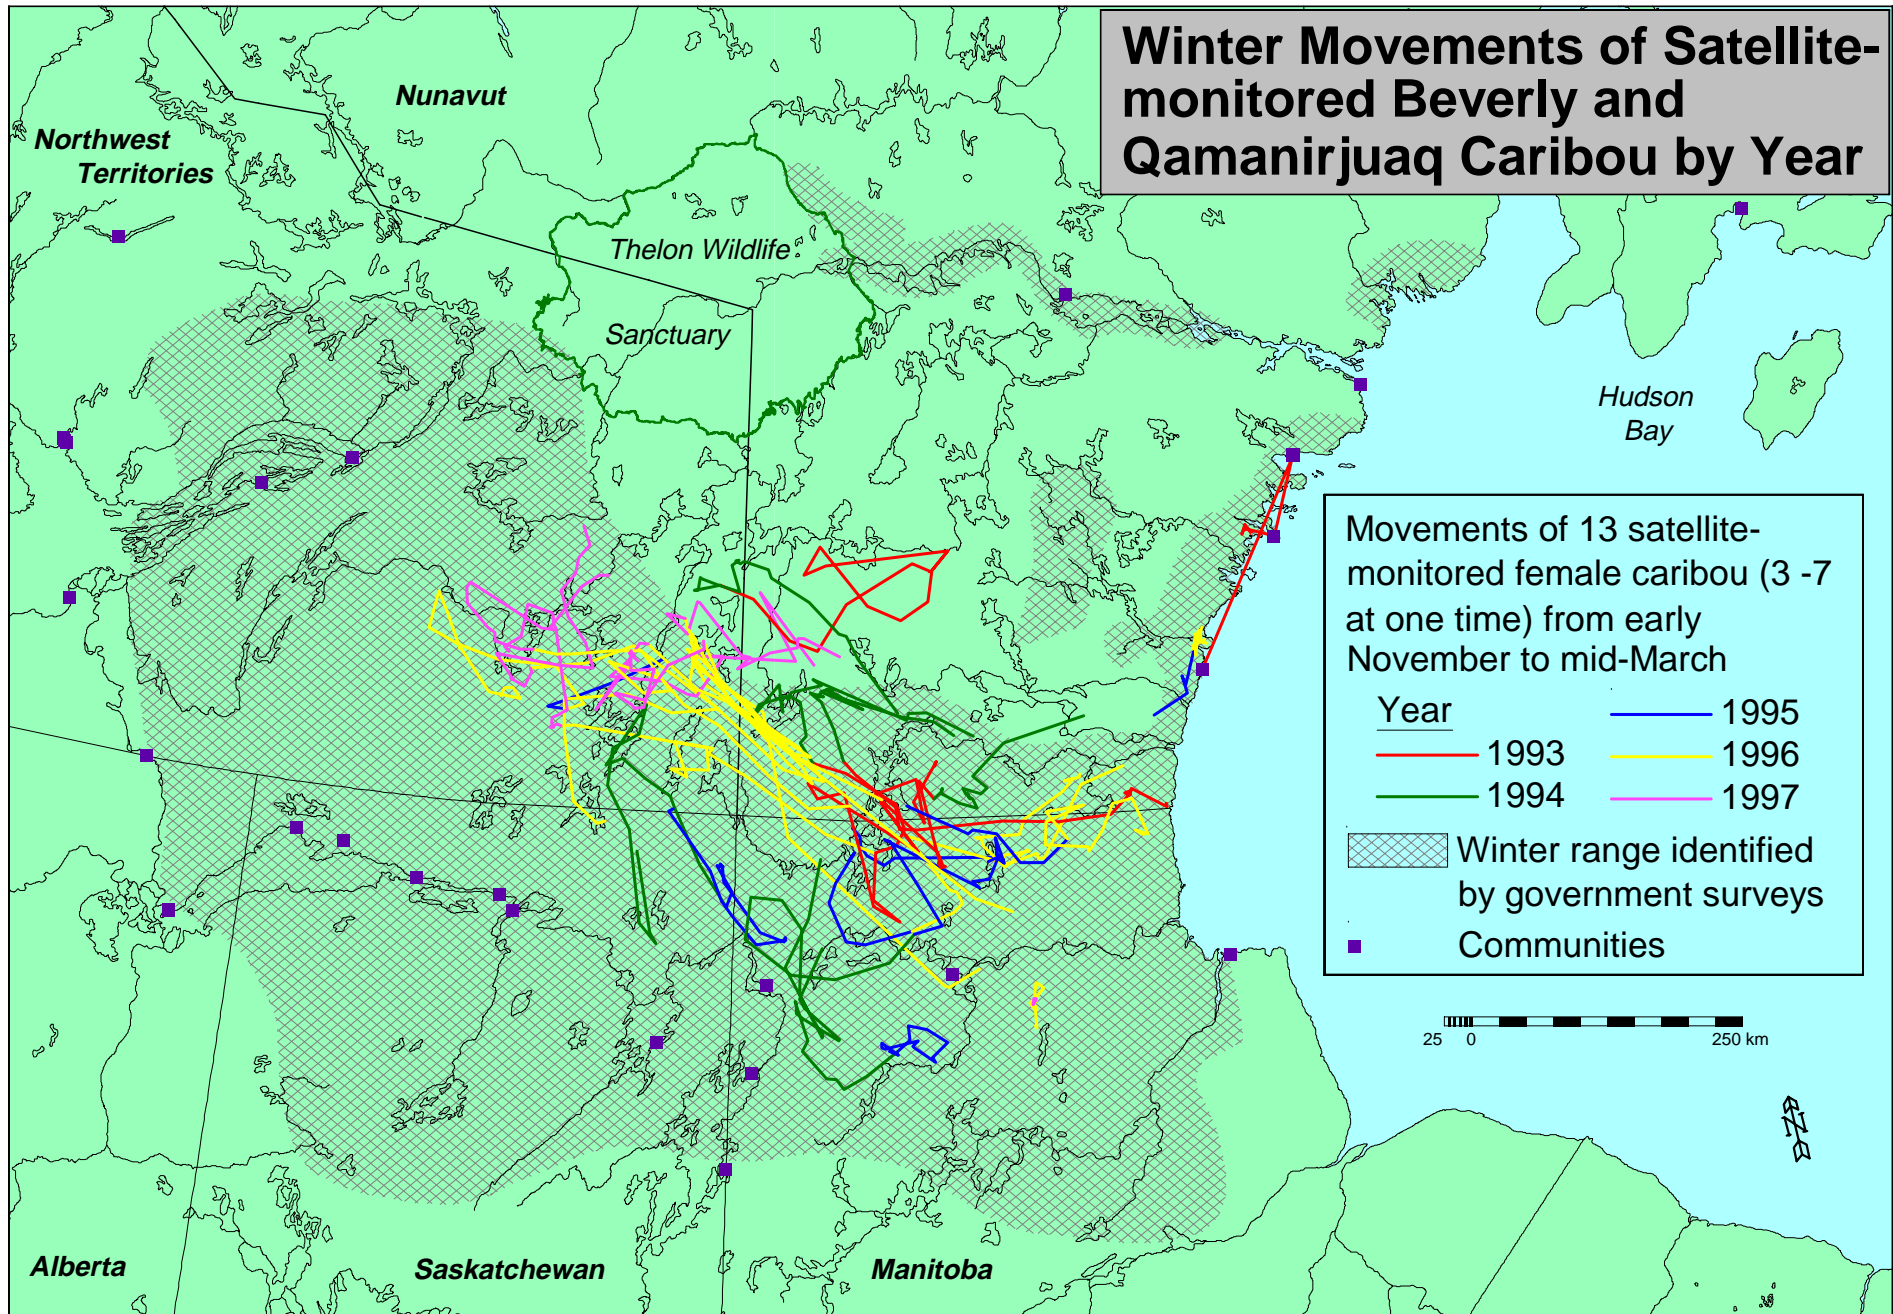 Winter Movements of Satellite-
monitored Beverly and
Qamanirjuaq Caribou by Year
Nunavut
Northwest
Territories
Thelon Wildlife
Sanctuary
Hudson
Bay
Movements of 13 satellite-
monitored female caribou (3 -7
at one time) from early
November to mid-March
Year
1993
1994
1995
1996
1997
Winter range identified
by government surveys
Communities
25 0 250 km
N
Alberta
Saskatchewan
Manitoba